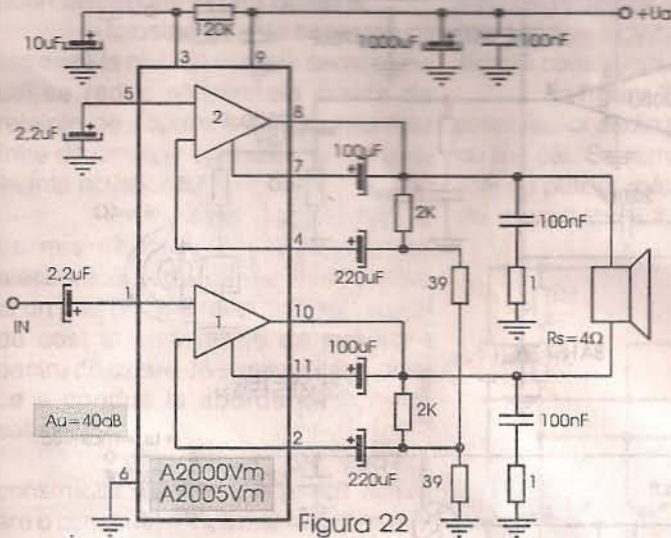 120K
10uF
1000uF
100nF
3
9
5
2
8
2,2uF
7
100uF
2K
100nF
4
220uF
39
1
2,2uF
1
10
IN
1
Rs=4Ω
100uF
11
2K
100nF
Au=40dB
2
220uF
39
1
6
A2000Vm
A2005Vm
Figura 22